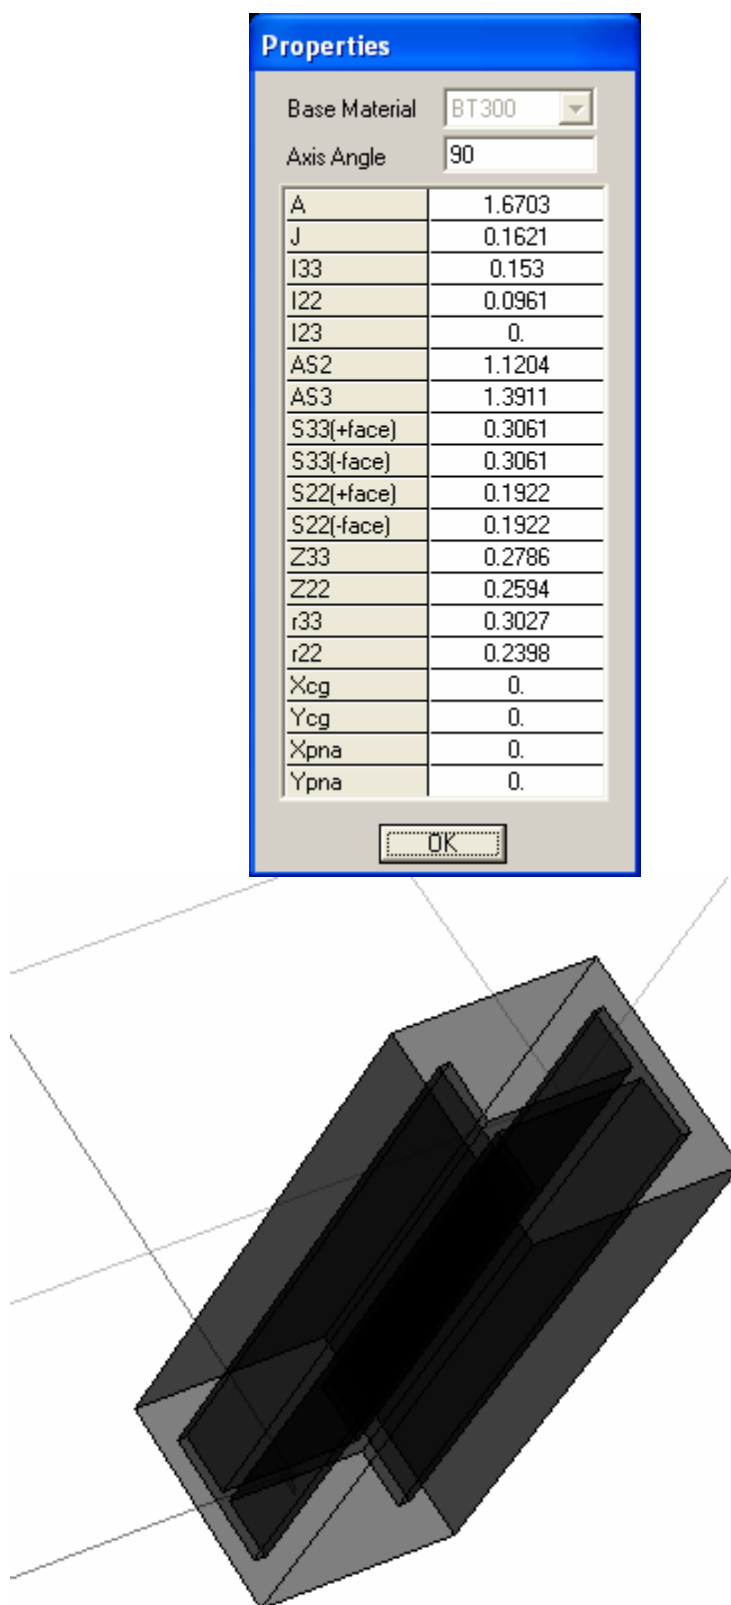 Properties
Base Material BT300
Axis Angle 90
A 1.6703
J 0.1621
I33 0.153
I22 0.0961
I23 0.
AS2 1.1204
AS3 1.3911
S33(+face) 0.3061
S33(-face) 0.3061
S22(+face) 0.1922
S22(-face) 0.1922
Z33 0.2786
Z22 0.2594
r33 0.3027
r22 0.2398
Xcg 0.
Ycg 0.
Xpna 0.
Ypna 0.
OK